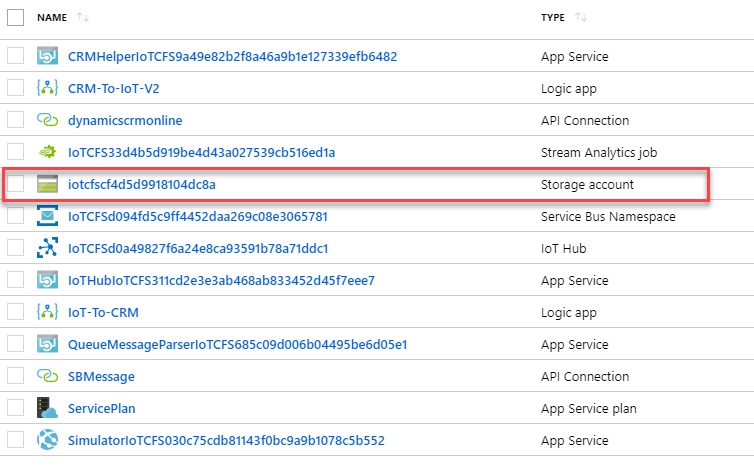 NAME TYPE
CRMHelperIoTCFS9a49e82b2f8a46a9b1e127339efb6482 App Service
CRM-To-IoT-V2 Logic app
dynamicscrmonline API Connection
IoTCFS33d4b5d919be4d43a027539cb516ed1a Stream Analytics job
iotcfscf4d5d9918104dc8a Storage account
IoTCFSd094fd5c9ff4452daa269c08e3065781 Service Bus Namespace
IoTCFSd0a49827f6a24e8ca93591b78a71ddc1 IoT Hub
IoTHubIoTCFS311cd2e3e3ab468ab833452d45f7eee7 App Service
IoT-To-CRM Logic app
QueueMessageParserIoTCFS685c09d006b04495be6d05e1 App Service
SBMessage API Connection
ServicePlan App Service plan
SimulatorIoTCFS030c75cdb81143f0bc9a9b1078c5b552 App Service